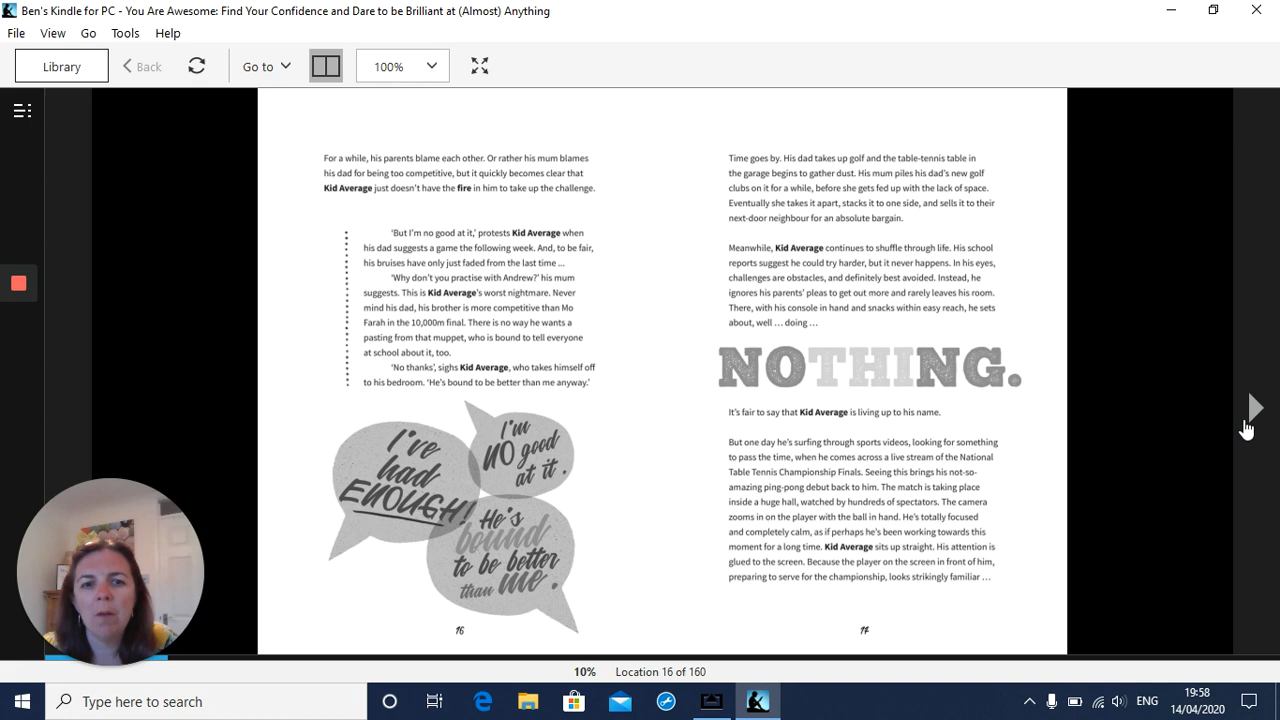 Ben's Kindle for PC - You Are Awesome: Find Your Confidence and Dare to be Brilliant at (Almost) Anything
File View Go Tools Help
Library Back Go to 100%
For a while, his parents blame each other. Or rather his mum blames
his dad for being too competitive, but it quickly becomes clear that
Kid Average just doesn't have the fire in him to take up the challenge.
'But I'm no good at it,' protests Kid Average when
his dad suggests a game the following week. And, to be fair,
his bruises have only just faded from the last time ...
'Why don't you practise with Andrew?' his mum
suggests. This is Kid Average's worst nightmare. Never
mind his dad, his brother is more competitive than Mo
Farah in the 10,000m final. There is no way he wants a
pasting from that muppet, who is bound to tell everyone
at school about it, too.
'No thanks', sighs Kid Average, who takes himself off
to his bedroom. 'He's bound to be better than me anyway.'
I've
had
ENOUGH!
I'm
NO good
at it.
He's
bound
to be better
than me.
16
Time goes by. His dad takes up golf and the table-tennis table in
the garage begins to gather dust. His mum piles his dad's new golf
clubs on it for a while, before she gets fed up with the lack of space.
Eventually she takes it apart, stacks it to one side, and sells it to their
next-door neighbour for an absolute bargain.
Meanwhile, Kid Average continues to shuffle through life. His school
reports suggest he could try harder, but it never happens. In his eyes,
challenges are obstacles, and definitely best avoided. Instead, he
ignores his parents' pleas to get out more and rarely leaves his room.
There, with his console in hand and snacks within easy reach, he sets
about, well ... doing ...
NOTHING.
It's fair to say that Kid Average is living up to his name.
But one day he's surfing through sports videos, looking for something
to pass the time, when he comes across a live stream of the National
Table Tennis Championship Finals. Seeing this brings his not-so-
amazing ping-pong debut back to him. The match is taking place
inside a huge hall, watched by hundreds of spectators. The camera
zooms in on the player with the ball in hand. He's totally focused
and completely calm, as if perhaps he's been working towards this
moment for a long time. Kid Average sits up straight. His attention is
glued to the screen. Because the player on the screen in front of him,
preparing to serve for the championship, looks strikingly familiar ...
17
10% Location 16 of 160
Type here to search
ENG
19:58
14/04/2020